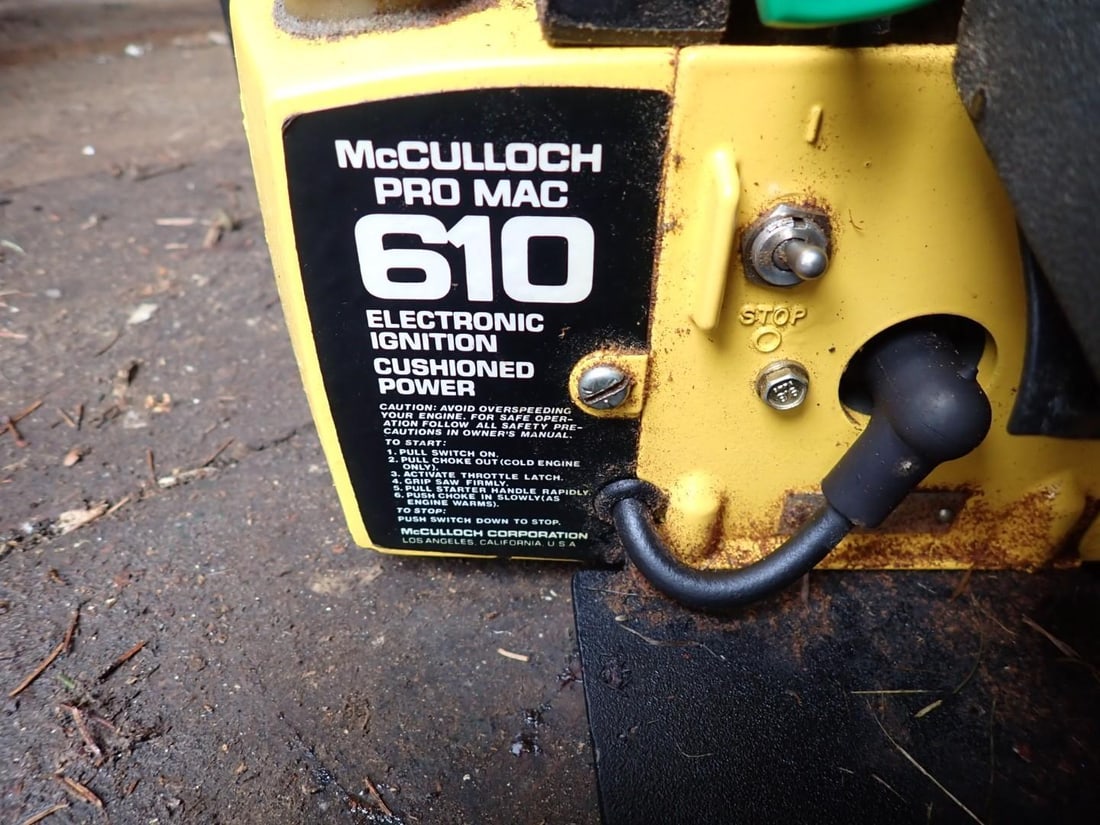 McCULLOCH
PRO MAC
610
ELECTRONIC
IGNITION
CUSHIONED
POWER
CAUTION: AVOID OVERSPEEDING
YOUR ENGINE. FOR SAFE OPER-
ATION FOLLOW ALL SAFETY PRE-
CAUTIONS IN OWNER'S MANUAL.
TO START:
1. PULL SWITCH ON.
2. PULL CHOKE OUT (COLD ENGINE
ONLY).
3. ACTIVATE THROTTLE LATCH.
4. GRIP SAW FIRMLY.
5. PULL STARTER HANDLE RAPIDLY.
6. PUSH CHOKE IN SLOWLY (AS
ENGINE WARMS).
TO STOP:
PUSH SWITCH DOWN TO STOP.
McCULLOCH CORPORATION
LOS ANGELES, CALIFORNIA, U S A
I
STOP
O